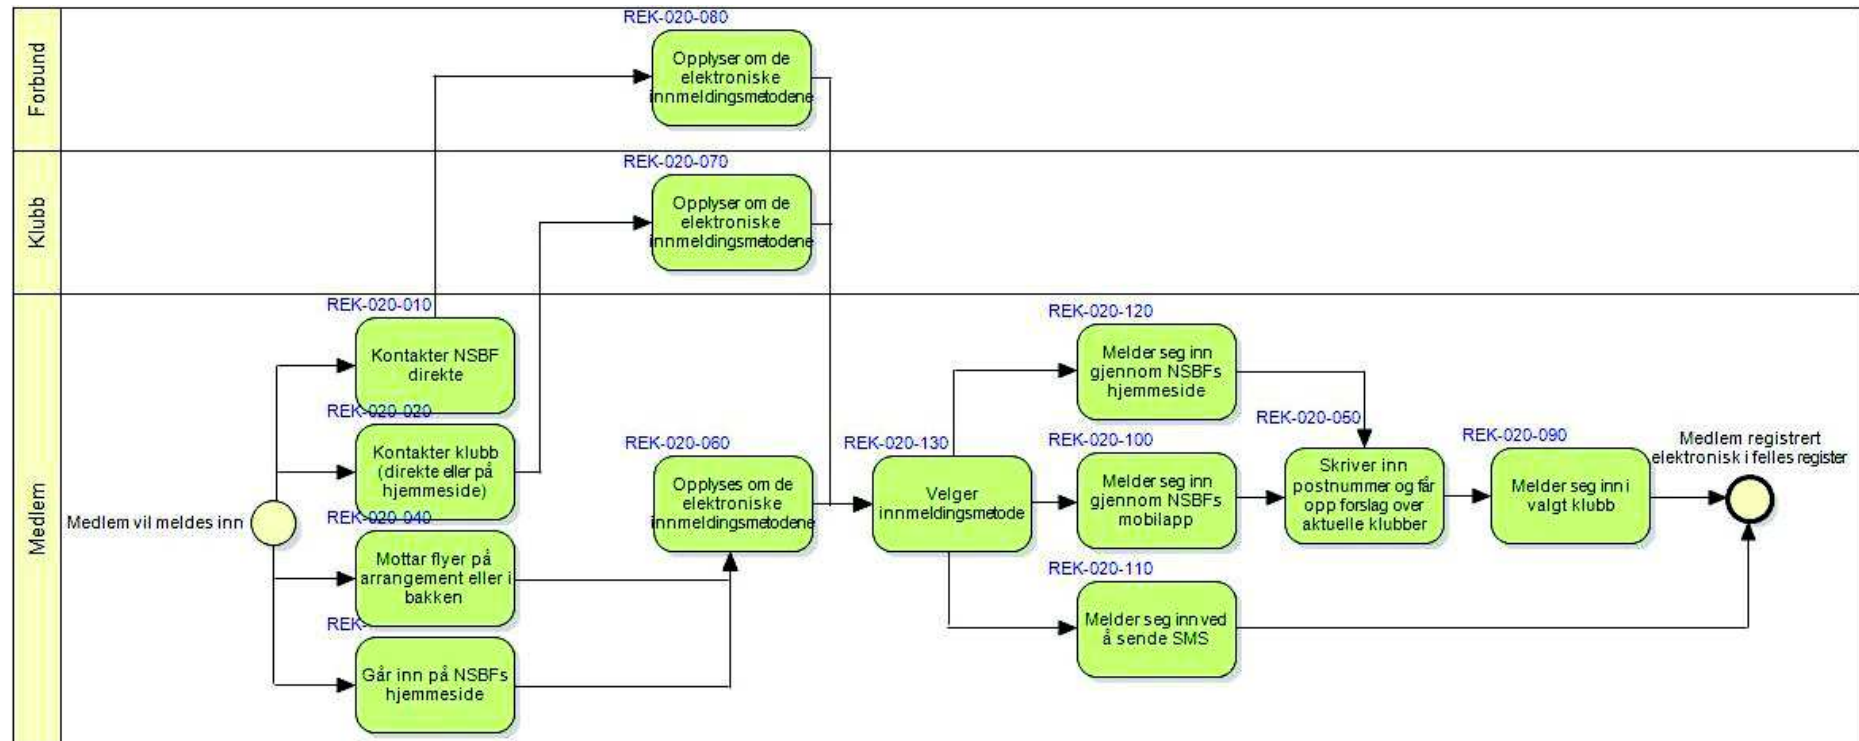 Forbund
REK-020-080
Opplyser om de
elektroniske
innmeldingsmetodene
Klubb
REK-020-070
Opplyser om de
elektroniske
innmeldingsmetodene
Medlem
Medlem vil meldes inn
REK-020-010
Kontakter NSBF
direkte
REK-020-020
Kontakter klubb
(direkte eller på
hjemmeside)
REK-020-040
Mottar flyer på
arrangement eller i
bakken
REK-
Går inn på NSBFs
hjemmeside
REK-020-060
Opplyses om de
elektroniske
innmeldingsmetodene
REK-020-130
Velger
innmeldingsmetode
REK-020-120
Melder seg inn
gjennom NSBFs
hjemmeside
REK-020-100
Melder seg inn
gjennom NSBFs
mobilapp
REK-020-110
Melder seg inn ved
å sende SMS
REK-020-050
Skriver inn
postnummer og får
opp forslag over
aktuelle klubber
REK-020-090
Melder seg inn i
valgt klubb
Medlem registrert
elektronisk i felles register